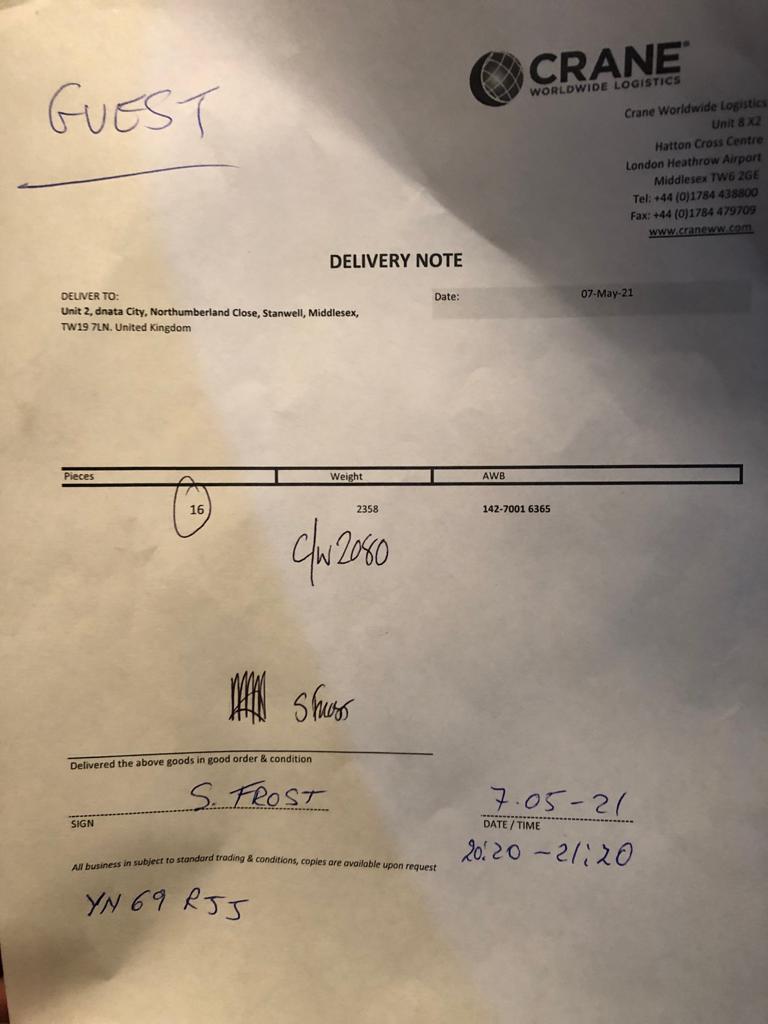 GUEST
CRANE
WORLDWIDE LOGISTICS
Crane Worldwide Logistics
Unit 8 X2
Hatton Cross Centre
London Heathrow Airport
Middlesex TW6 2GE
Tel: +44 (0)1784 438800
Fax: +44 (0)1784 479709
www.craneww.com
DELIVERY NOTE
DELIVER TO:
Unit 2, dnata City, Northumberland Close, Stanwell, Middlesex,
TW19 7LN. United Kingdom
Date: 07-May-21
Pieces Weight AWB
16 2358 142-7001 6365
C/W 2080
Delivered the above goods in good order & condition
S. FROST
SIGN
7.05-21
DATE / TIME
20:20 - 21:20
All business in subject to standard trading & conditions, copies are available upon request
YN 69 RJJ